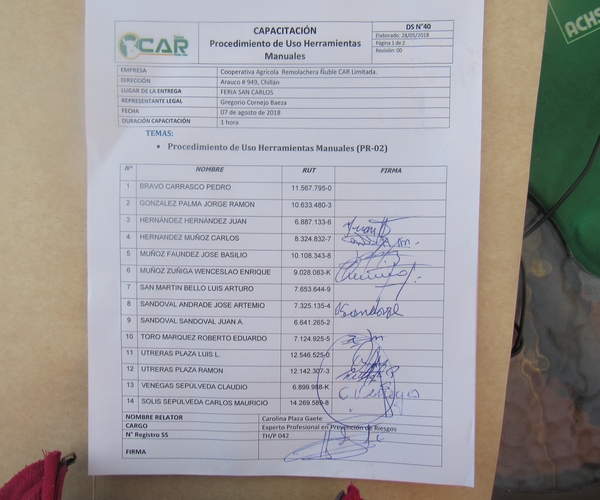 CAR
CAPACITACIÓN
Procedimiento de Uso Herramientas
Manuales
DS N°40
Elaborado: 28/05/2018
Página 1 de 2
Revisión: 00
EMPRESA Cooperativa Agrícola Remolachera Ñuble CAR Limitada.
DIRECCIÓN Arauco # 949, Chillán
LUGAR DE LA ENTREGA FERIA SAN CARLOS
REPRESENTANTE LEGAL Gregorio Cornejo Baeza
FECHA 07 de agosto de 2018
DURACIÓN CAPACITACIÓN 1 hora
TEMAS:
• Procedimiento de Uso Herramientas Manuales (PR-02)
N° NOMBRE RUT FIRMA
1 BRAVO CARRASCO PEDRO 11.567.795-0
2 GONZALEZ PALMA JORGE RAMON 10.633.480-3
3 HERNÁNDEZ HERNÁNDEZ JUAN 6.887.133-6
4 HERNANDEZ MUÑOZ CARLOS 8.324.832-7
5 MUÑOZ FAUNDEZ JOSE BASILIO 10.108.343-8
6 MUÑOZ ZUÑIGA WENCESLAO ENRIQUE 9.028.083-K
7 SAN MARTIN BELLO LUIS ARTURO 7.653.644-9
8 SANDOVAL ANDRADE JOSE ARTEMIO 7.325.135-4 Sandoval
9 SANDOVAL SANDOVAL JUAN A. 6.641.265-2
10 TORO MARQUEZ ROBERTO EDUARDO 7.124.925-5
11 UTRERAS PLAZA LUIS L. 12.546.525-0
12 UTRERAS PLAZA RAMON 12.142.307-3
13 VENEGAS SEPÚLVEDA CLAUDIO 6.899.988-K
14 SOLIS SEPÚLVEDA CARLOS MAURICIO 14.269.589-8
NOMBRE RELATOR Carolina Plaza Gaete
CARGO Experto Profesional en Prevención de Riesgos
N° Registro SS TH/P 042
FIRMA
ACHS